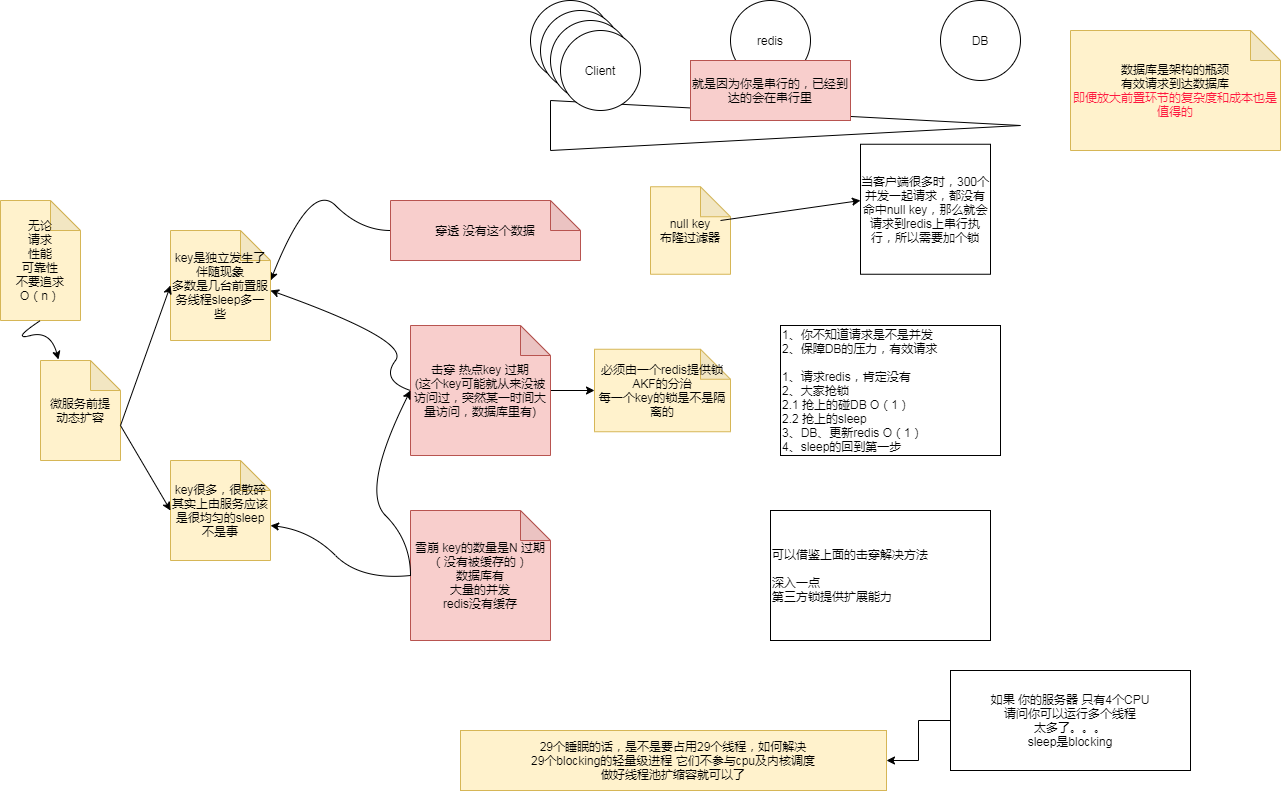 Client
redis
DB
就是因为你是串行的，已经到
达的会在串行里
数据库是架构的瓶颈
有效请求到达数据库
即便放大前置环节的复杂度和成本也是
值得的
当客户端很多时，300个
并发一起请求，都没有
命中null key，那么就会
请求到redis上串行执
行，所以需要加个锁
null key
布隆过滤器
穿透 没有这个数据
无论
请求
性能
可靠性
不要追求
O（n）
key是独立发生了
伴随现象
多数是几台前置服
务线程sleep多一
些
微服务前提
动态扩容
击穿 热点key 过期
(这个key可能就从来没被
访问过，突然某一时间大
量访问，数据库里有)
必须由一个redis提供锁
AKF的分治
每一个key的锁是不是隔
离的
1、你不知道请求是不是并发
2、保障DB的压力，有效请求
1、请求redis，肯定没有
2、大家抢锁
2.1 抢上的碰DB O（1）
2.2 抢上的sleep
3、DB、更新redis O（1）
4、sleep的回到第一步
key很多，很散碎
其实上由服务应该
是很均匀的sleep
不是事
雪崩 key的数量是N 过期
（没有被缓存的）
数据库有
大量的并发
redis没有缓存
可以借鉴上面的击穿解决方法
深入一点
第三方锁提供扩展能力
如果 你的服务器 只有4个CPU
请问你可以运行多个线程
太多了。。。
sleep是blocking
29个睡眠的话，是不是要占用29个线程，如何解决
29个blocking的轻量级进程 它们不参与cpu及内核调度
做好线程池扩缩容就可以了